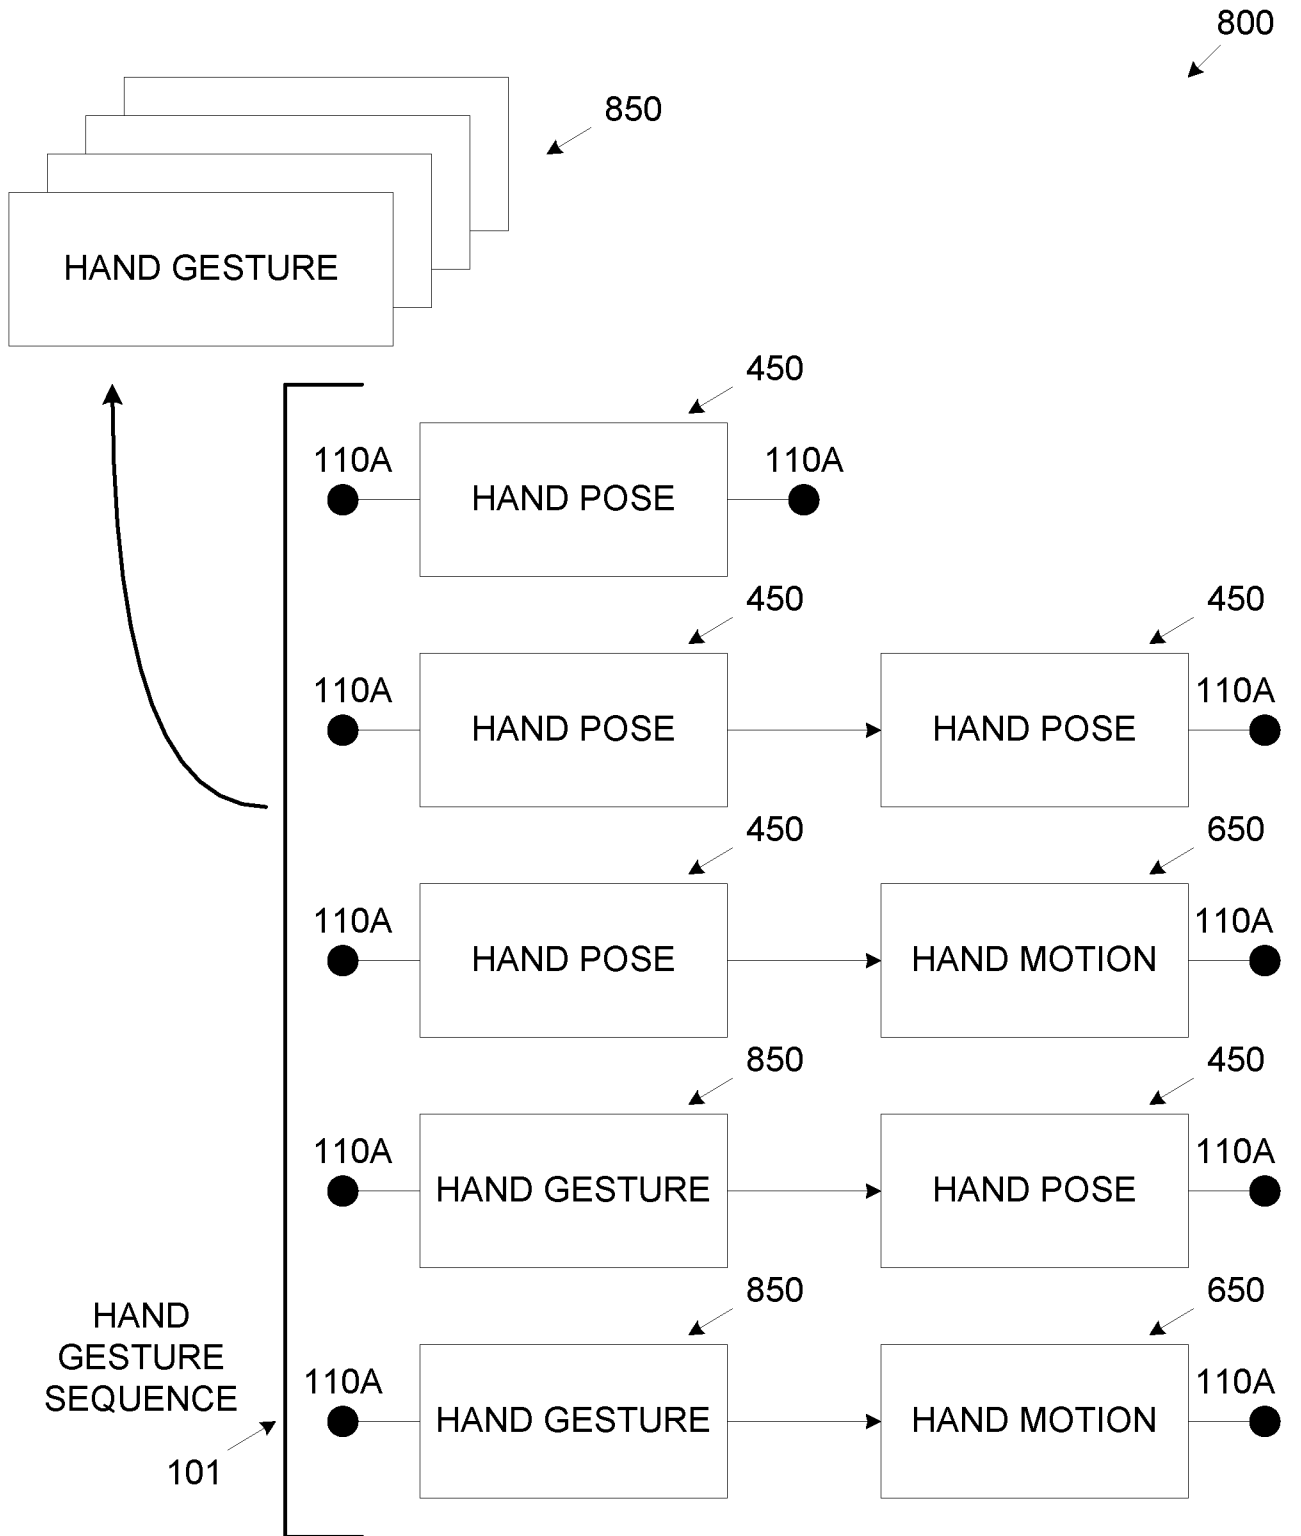 800
850
HAND GESTURE
450
110A
110A
HAND POSE
450
450
110A
110A
HAND POSE
HAND POSE
450
650
110A
110A
HAND POSE
HAND MOTION
850
450
110A
110A
HAND GESTURE
HAND POSE
850
650
HAND
GESTURE
SEQUENCE
110A
110A
HAND GESTURE
HAND MOTION
101